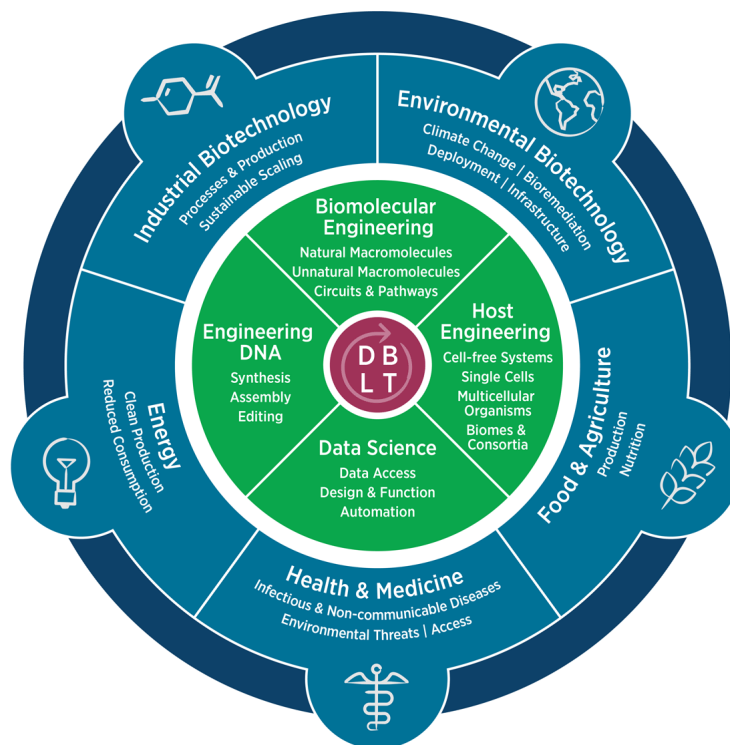 Industrial Biotechnology
Processes & Production
Sustainable Scaling
Environmental Biotechnology
Climate Change | Bioremediation
Deployment | Infrastructure
Biomolecular
Engineering
Natural Macromolecules
Unnatural Macromolecules
Circuits & Pathways
Engineering
DNA
Synthesis
Assembly
Editing
D B
L T
Host
Engineering
Cell-free Systems
Single Cells
Multicellular
Organisms
Biomes &
Consortia
Data Science
Data Access
Design & Function
Automation
Energy
Clean Production
Reduced Consumption
Food & Agriculture
Production
Nutrition
Health & Medicine
Infectious & Non-communicable Diseases
Environmental Threats | Access